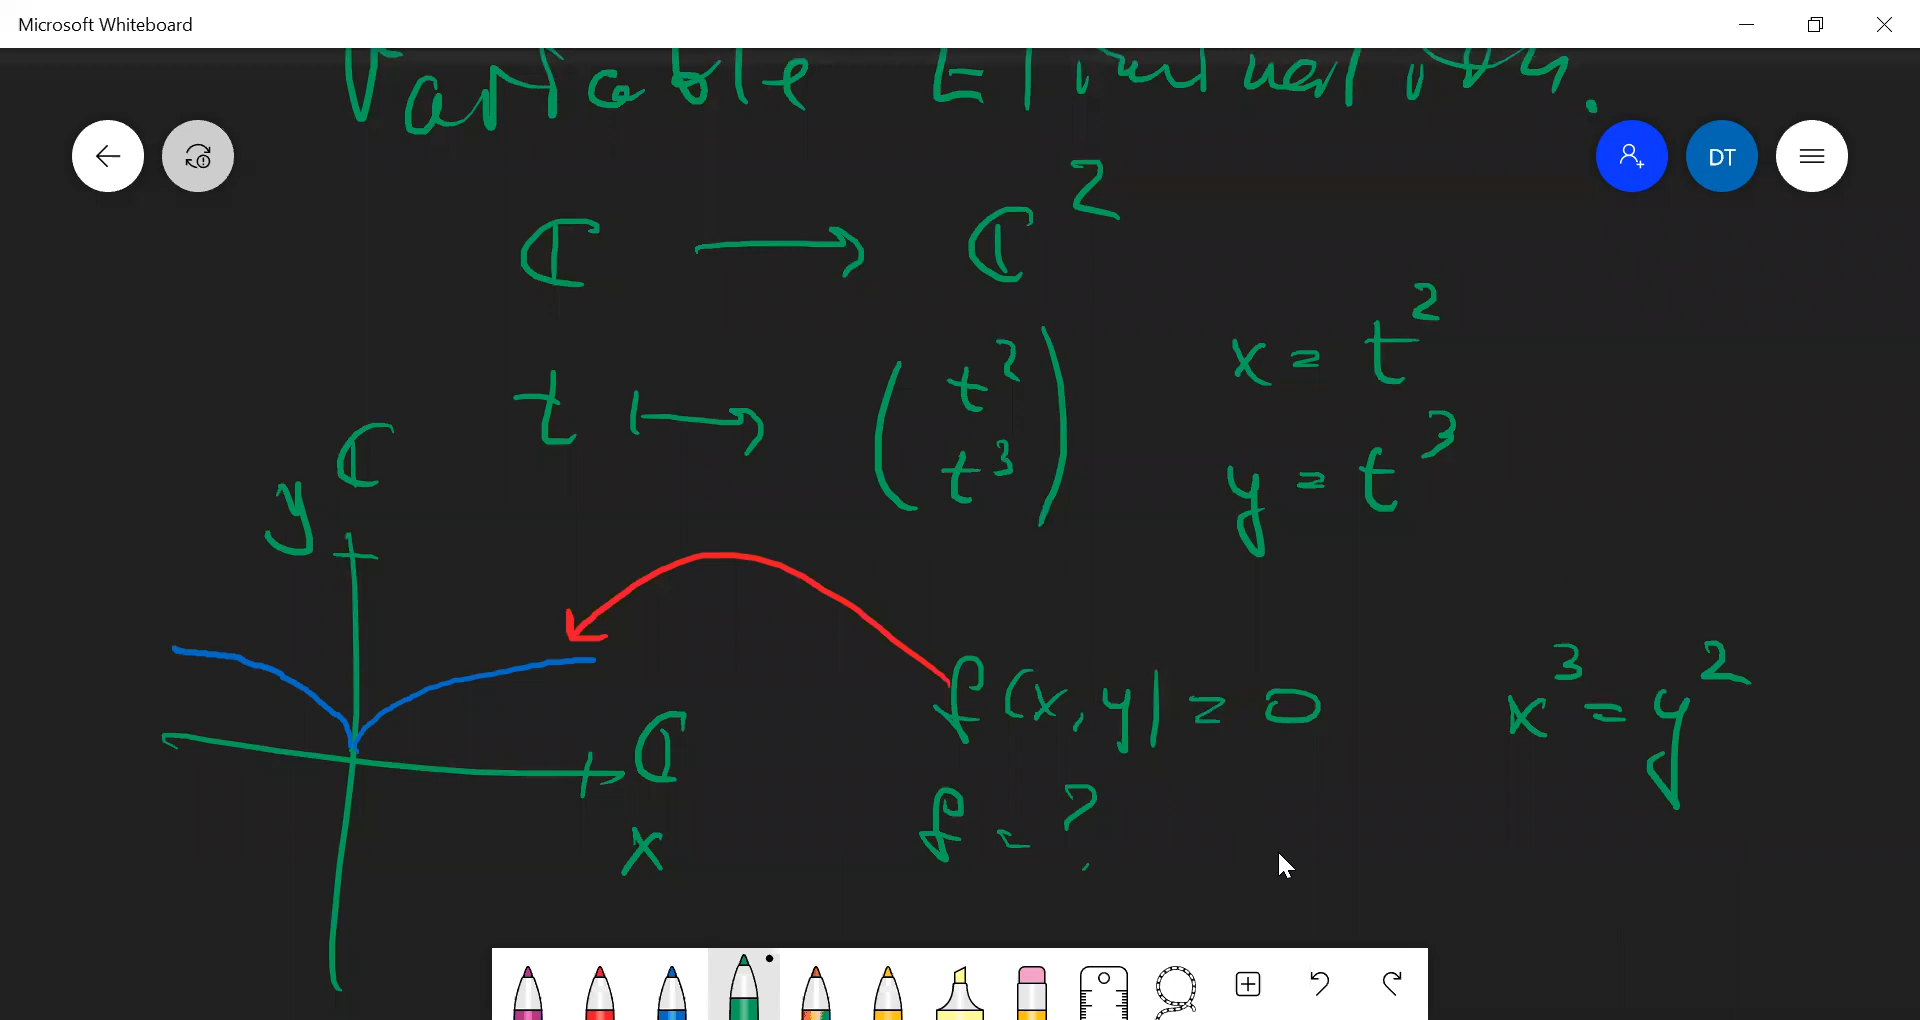 Microsoft Whiteboard
Variable Elimination.
DT
ℂ ⟶ ℂ²
t ⟼ (t² t³)
x = t²
y = t³
ℂ
y
ℂ
x
f(x,y) = 0
x³ = y²
f = ?